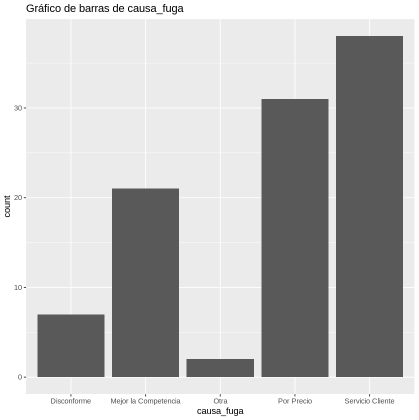 Gráfico de barras de causa_fuga
count
30
20
10
0
Disconforme Mejor la Competencia Otra Por Precio Servicio Cliente
causa_fuga